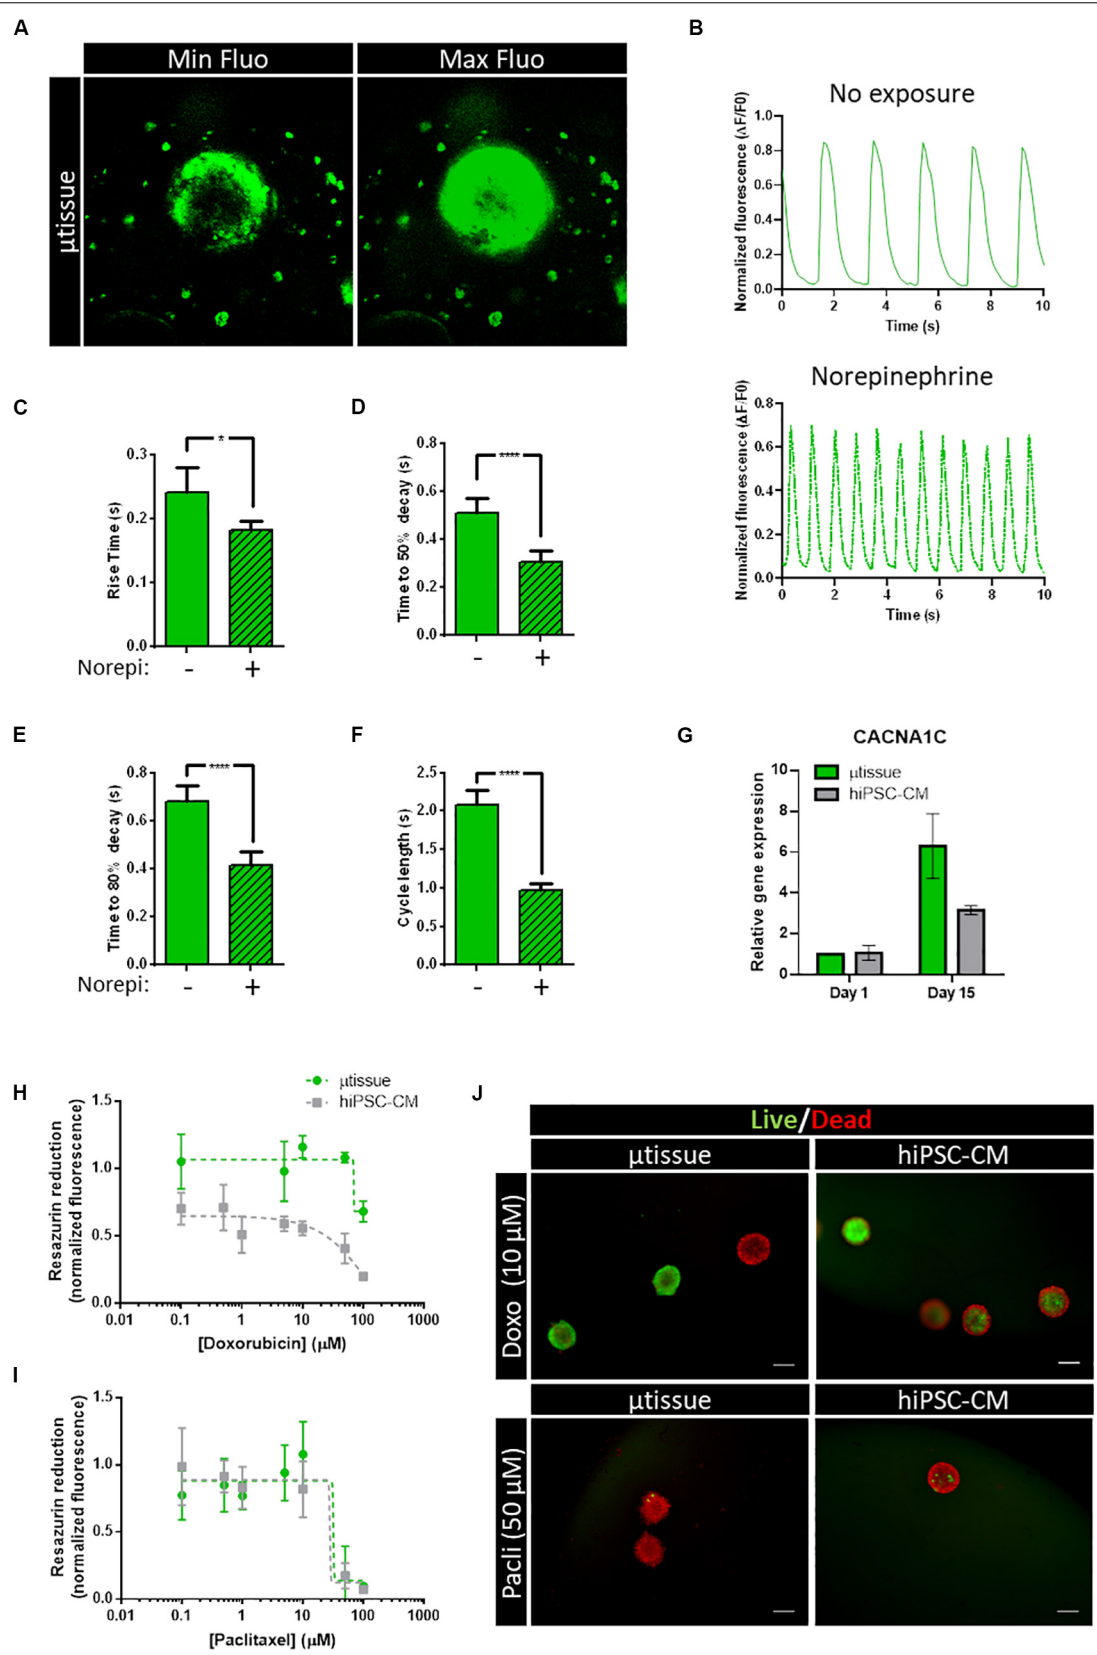 A
Min Fluo
Max Fluo
μtissue
B
No exposure
Normalized fluorescence (ΔF/F0)
1.0
0.8
0.6
0.4
0.2
0.0
0 2 4 6 8 10
Time (s)
Norepinephrine
Normalized fluorescence (ΔF/F0)
0.8
0.6
0.4
0.2
0.0
0 2 4 6 8 10
Time (s)
C
*
Rise Time (s)
0.3
0.2
0.1
0.0
Norepi: - +
D
****
Time to 50% decay (s)
0.8
0.6
0.4
0.2
0.0
- +
E
****
Time to 80% decay (s)
0.8
0.6
0.4
0.2
0.0
Norepi: - +
F
****
Cycle length (s)
2.5
2.0
1.5
1.0
0.5
0.0
- +
G
CACNA1C
μtissue
hiPSC-CM
Relative gene expression
10
8
6
4
2
0
Day 1 Day 15
H
μtissue
hiPSC-CM
Resazurin reduction
(normalized fluorescence)
1.5
1.0
0.5
0.0
0.01 0.1 1 10 100 1000
[Doxorubicin] (μM)
I
Resazurin reduction
(normalized fluorescence)
1.5
1.0
0.5
0.0
0.01 0.1 1 10 100 1000
[Paclitaxel] (μM)
J
Live/Dead
μtissue
hiPSC-CM
Doxo (10 μM)
μtissue
hiPSC-CM
Pacli (50 μM)